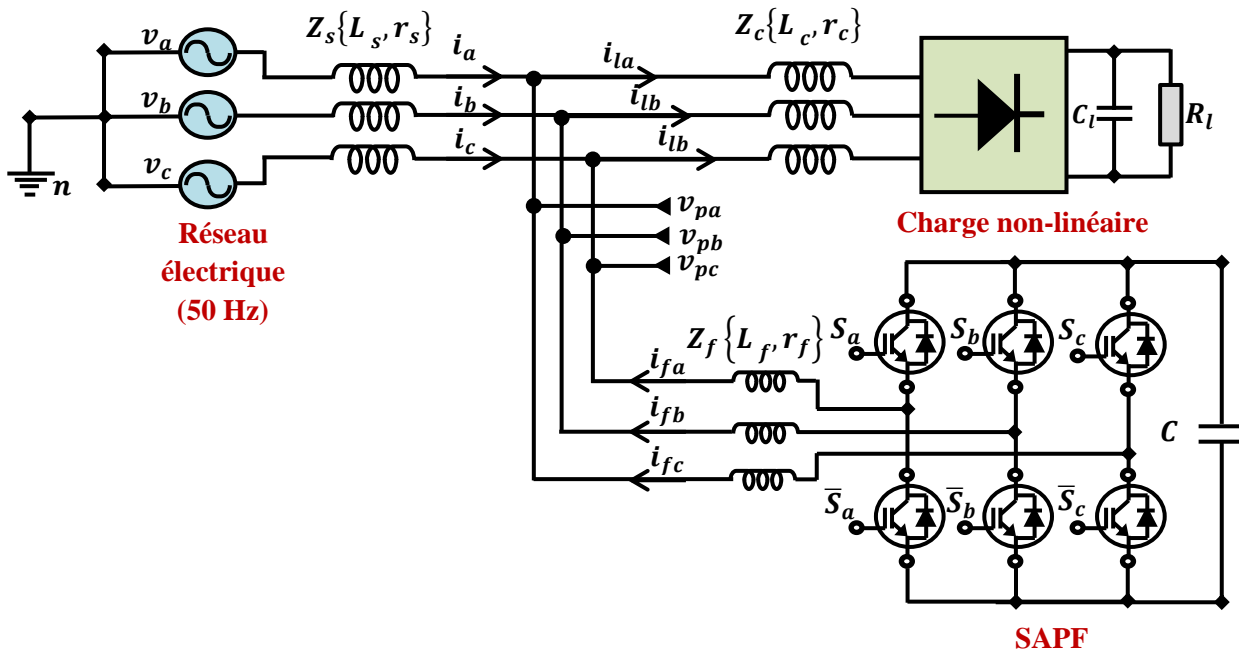 v_a
v_b
v_c
n
Z_s{L_s, r_s}
i_a
i_b
i_c
i_la
i_lb
i_lb
Z_c{L_c, r_c}
C_l
R_l
Réseau
électrique
(50 Hz)
Charge non-linéaire
v_pa
v_pb
v_pc
Z_f{L_f, r_f}
i_fa
i_fb
i_fc
S_a
S_b
S_c
C
S̅_a
S̅_b
S̅_c
SAPF